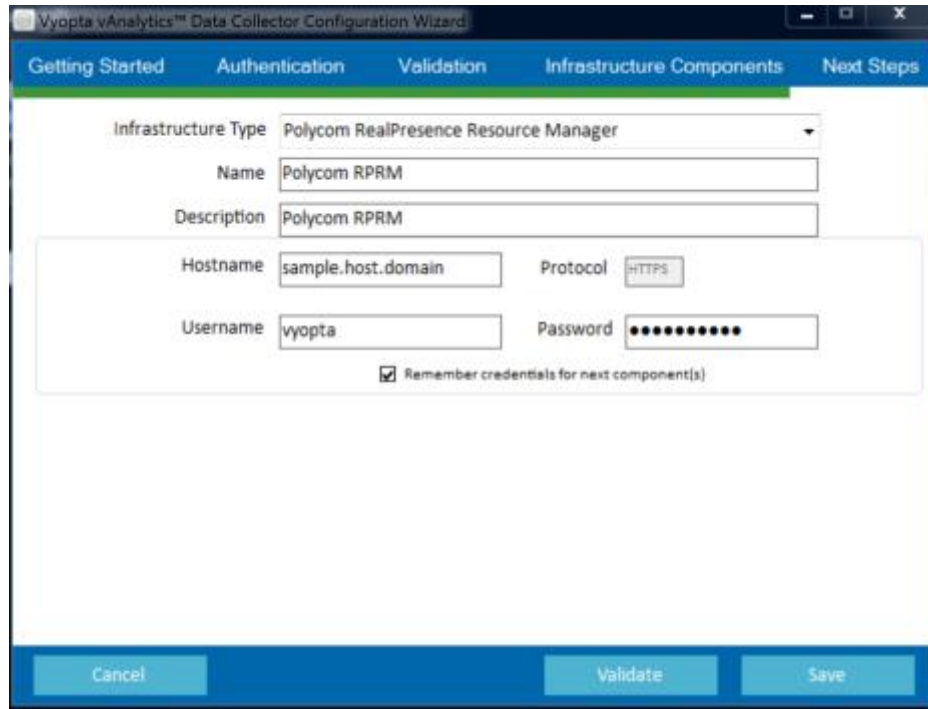 Vyopta vAnalytics™ Data Collector Configuration Wizard
Getting Started Authentication Validation Infrastructure Components Next Steps
Infrastructure Type Polycom RealPresence Resource Manager
Name Polycom RPRM
Description Polycom RPRM
Hostname sample.host.domain Protocol HTTPS
Username vyopta Password ●●●●●●●●●●
Remember credentials for next component(s)
Cancel Validate Save